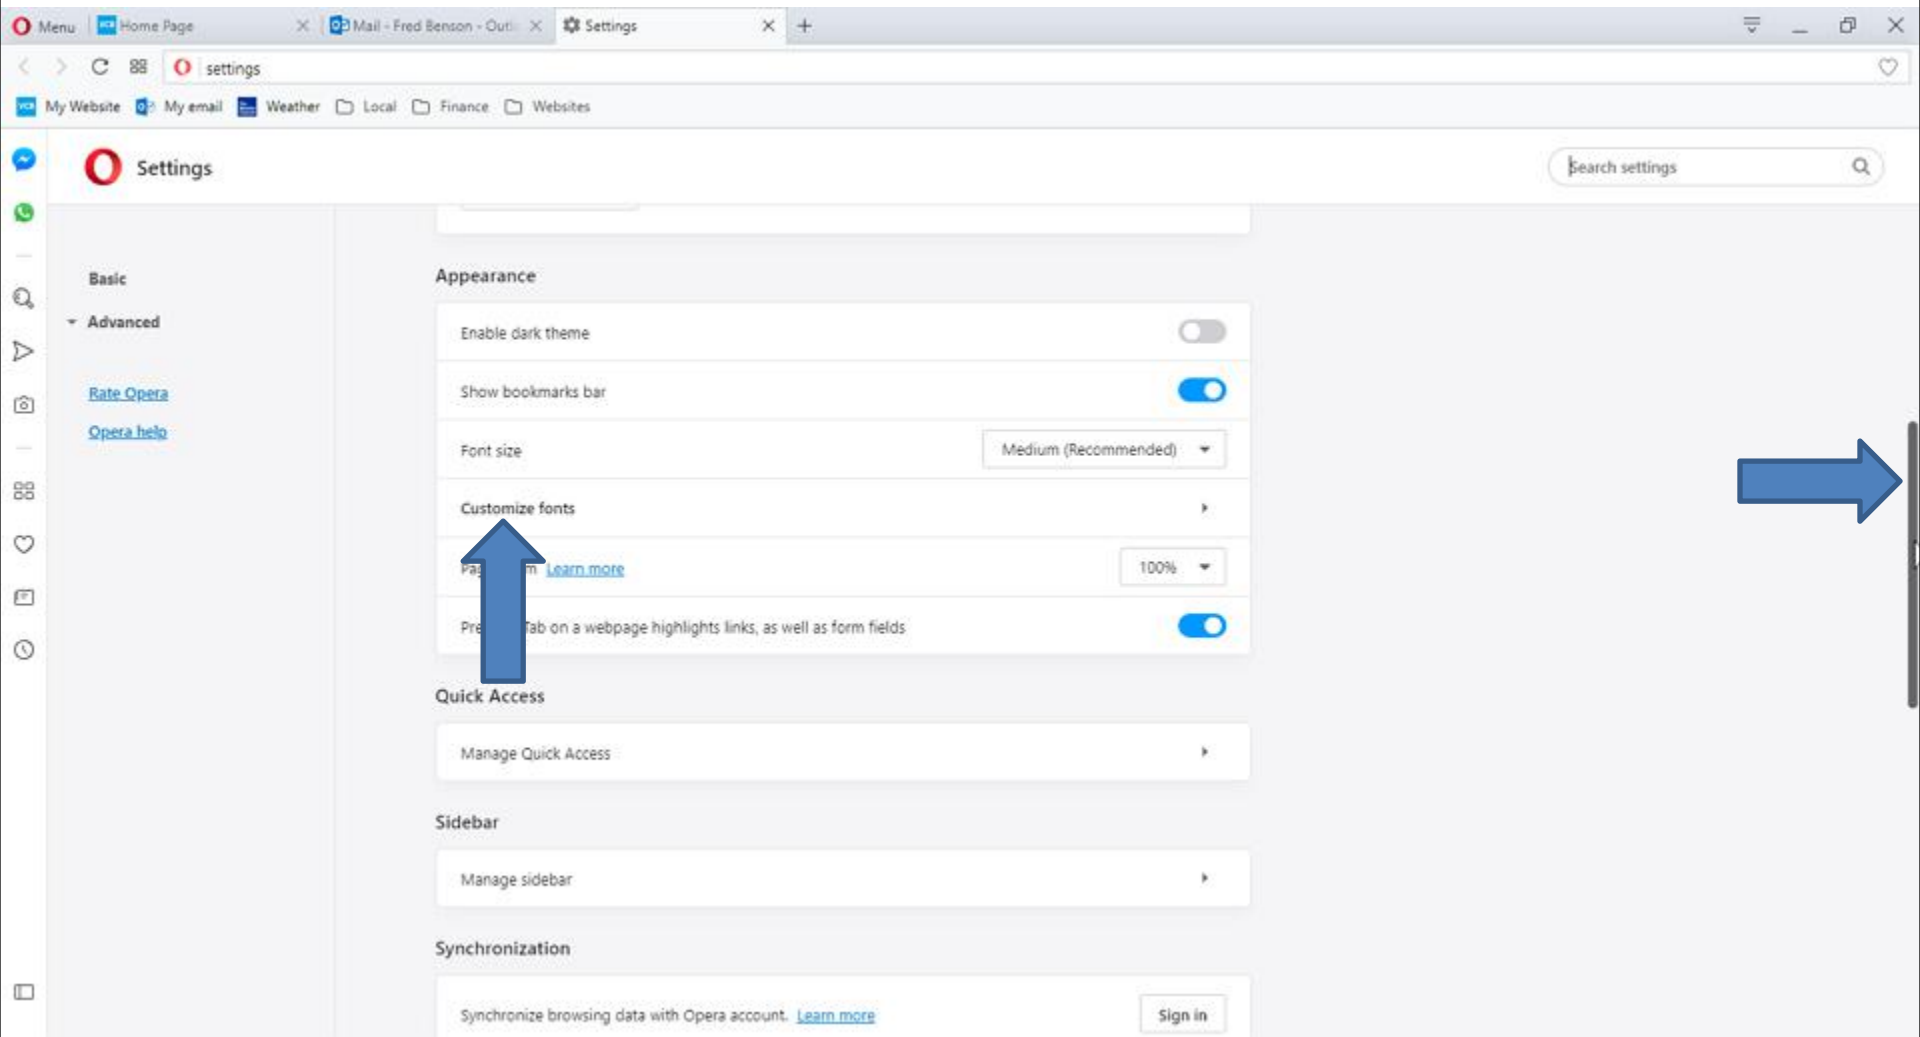 Menu Home Page Mail - Fred Benson - Outl Settings
settings
My Website My email Weather Local Finance Websites
Settings Search settings
Basic
Advanced
Rate Opera
Opera help
Appearance
Enable dark theme
Show bookmarks bar
Font size Medium (Recommended)
Customize fonts
Learn more 100%
Tab on a webpage highlights links, as well as form fields
Quick Access
Manage Quick Access
Sidebar
Manage sidebar
Synchronization
Synchronize browsing data with Opera account. Learn more Sign in